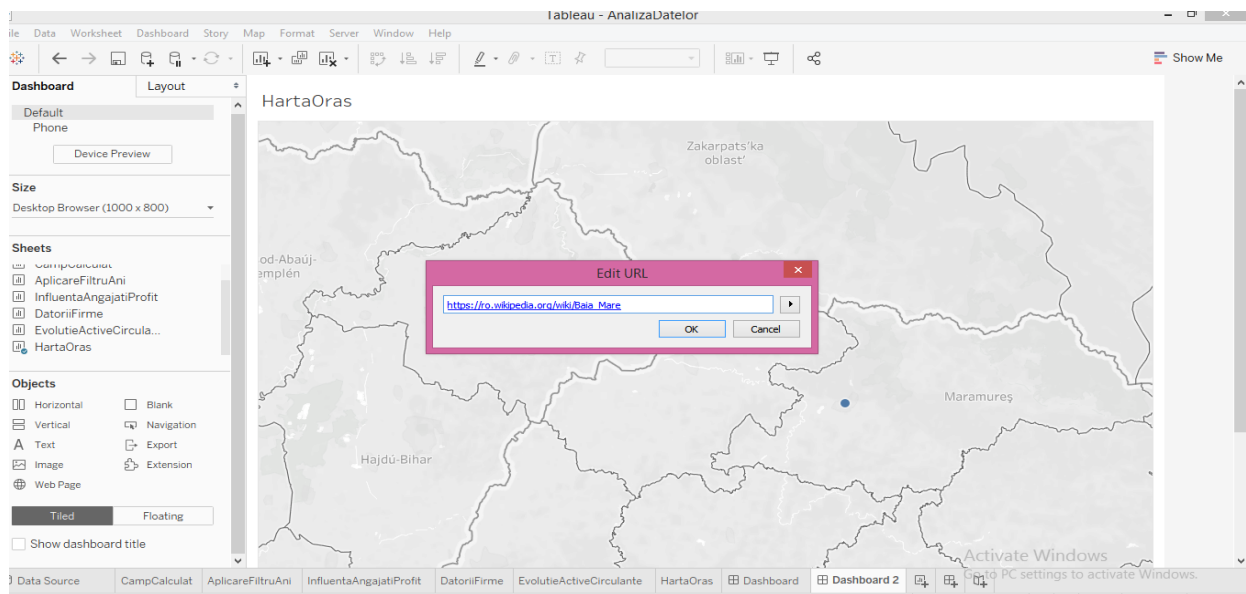 Tableau - AnalizaDatelor
ile Data Worksheet Dashboard Story Map Format Server Window Help
Show Me
Dashboard Layout
Default
Phone
Device Preview
Size
Desktop Browser (1000 x 800)
Sheets
CampCalculat
AplicareFiltruAni
InfluentaAngajatiProfit
DatoriiFirme
EvolutieActiveCircula...
HartaOras
Objects
Horizontal Blank
Vertical Navigation
Text Export
Image Extension
Web Page
Tiled Floating
Show dashboard title
HartaOras
Zakarpats'ka
oblast'
od-Abaúj-
emplén
Edit URL
https://ro.wikipedia.org/wiki/Baia_Mare
OK Cancel
Maramureş
Hajdú-Bihar
Activate Windows
Go to PC settings to activate Windows.
Data Source CampCalculat AplicareFiltruAni InfluentaAngajatiProfit DatoriiFirme EvolutieActiveCirculante HartaOras Dashboard Dashboard 2